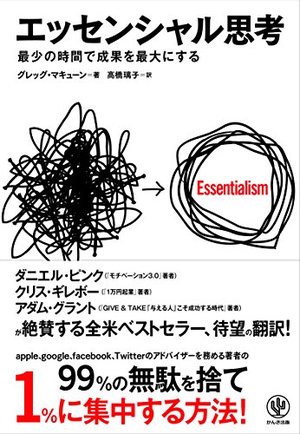 エッセンシャル思考
最少の時間で成果を最大にする
グレッグ・マキューン=著 高橋璃子=訳
Essentialism
ダニエル・ピンク(『モチベーション3.0』著者)
クリス・ギレボー(『1万円起業』著者)
アダム・グラント(『GIVE & TAKE「与える人」こそ成功する時代』著者)
が絶賛する全米ベストセラー、待望の翻訳!
apple、google、facebook、Twitterのアドバイザーを務める著者の
99%の無駄を捨て
1%に集中する方法!
かんき出版